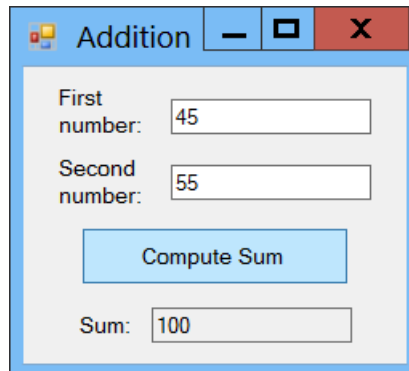 Addition
First
number:
45
Second
number:
55
Compute Sum
Sum: 100